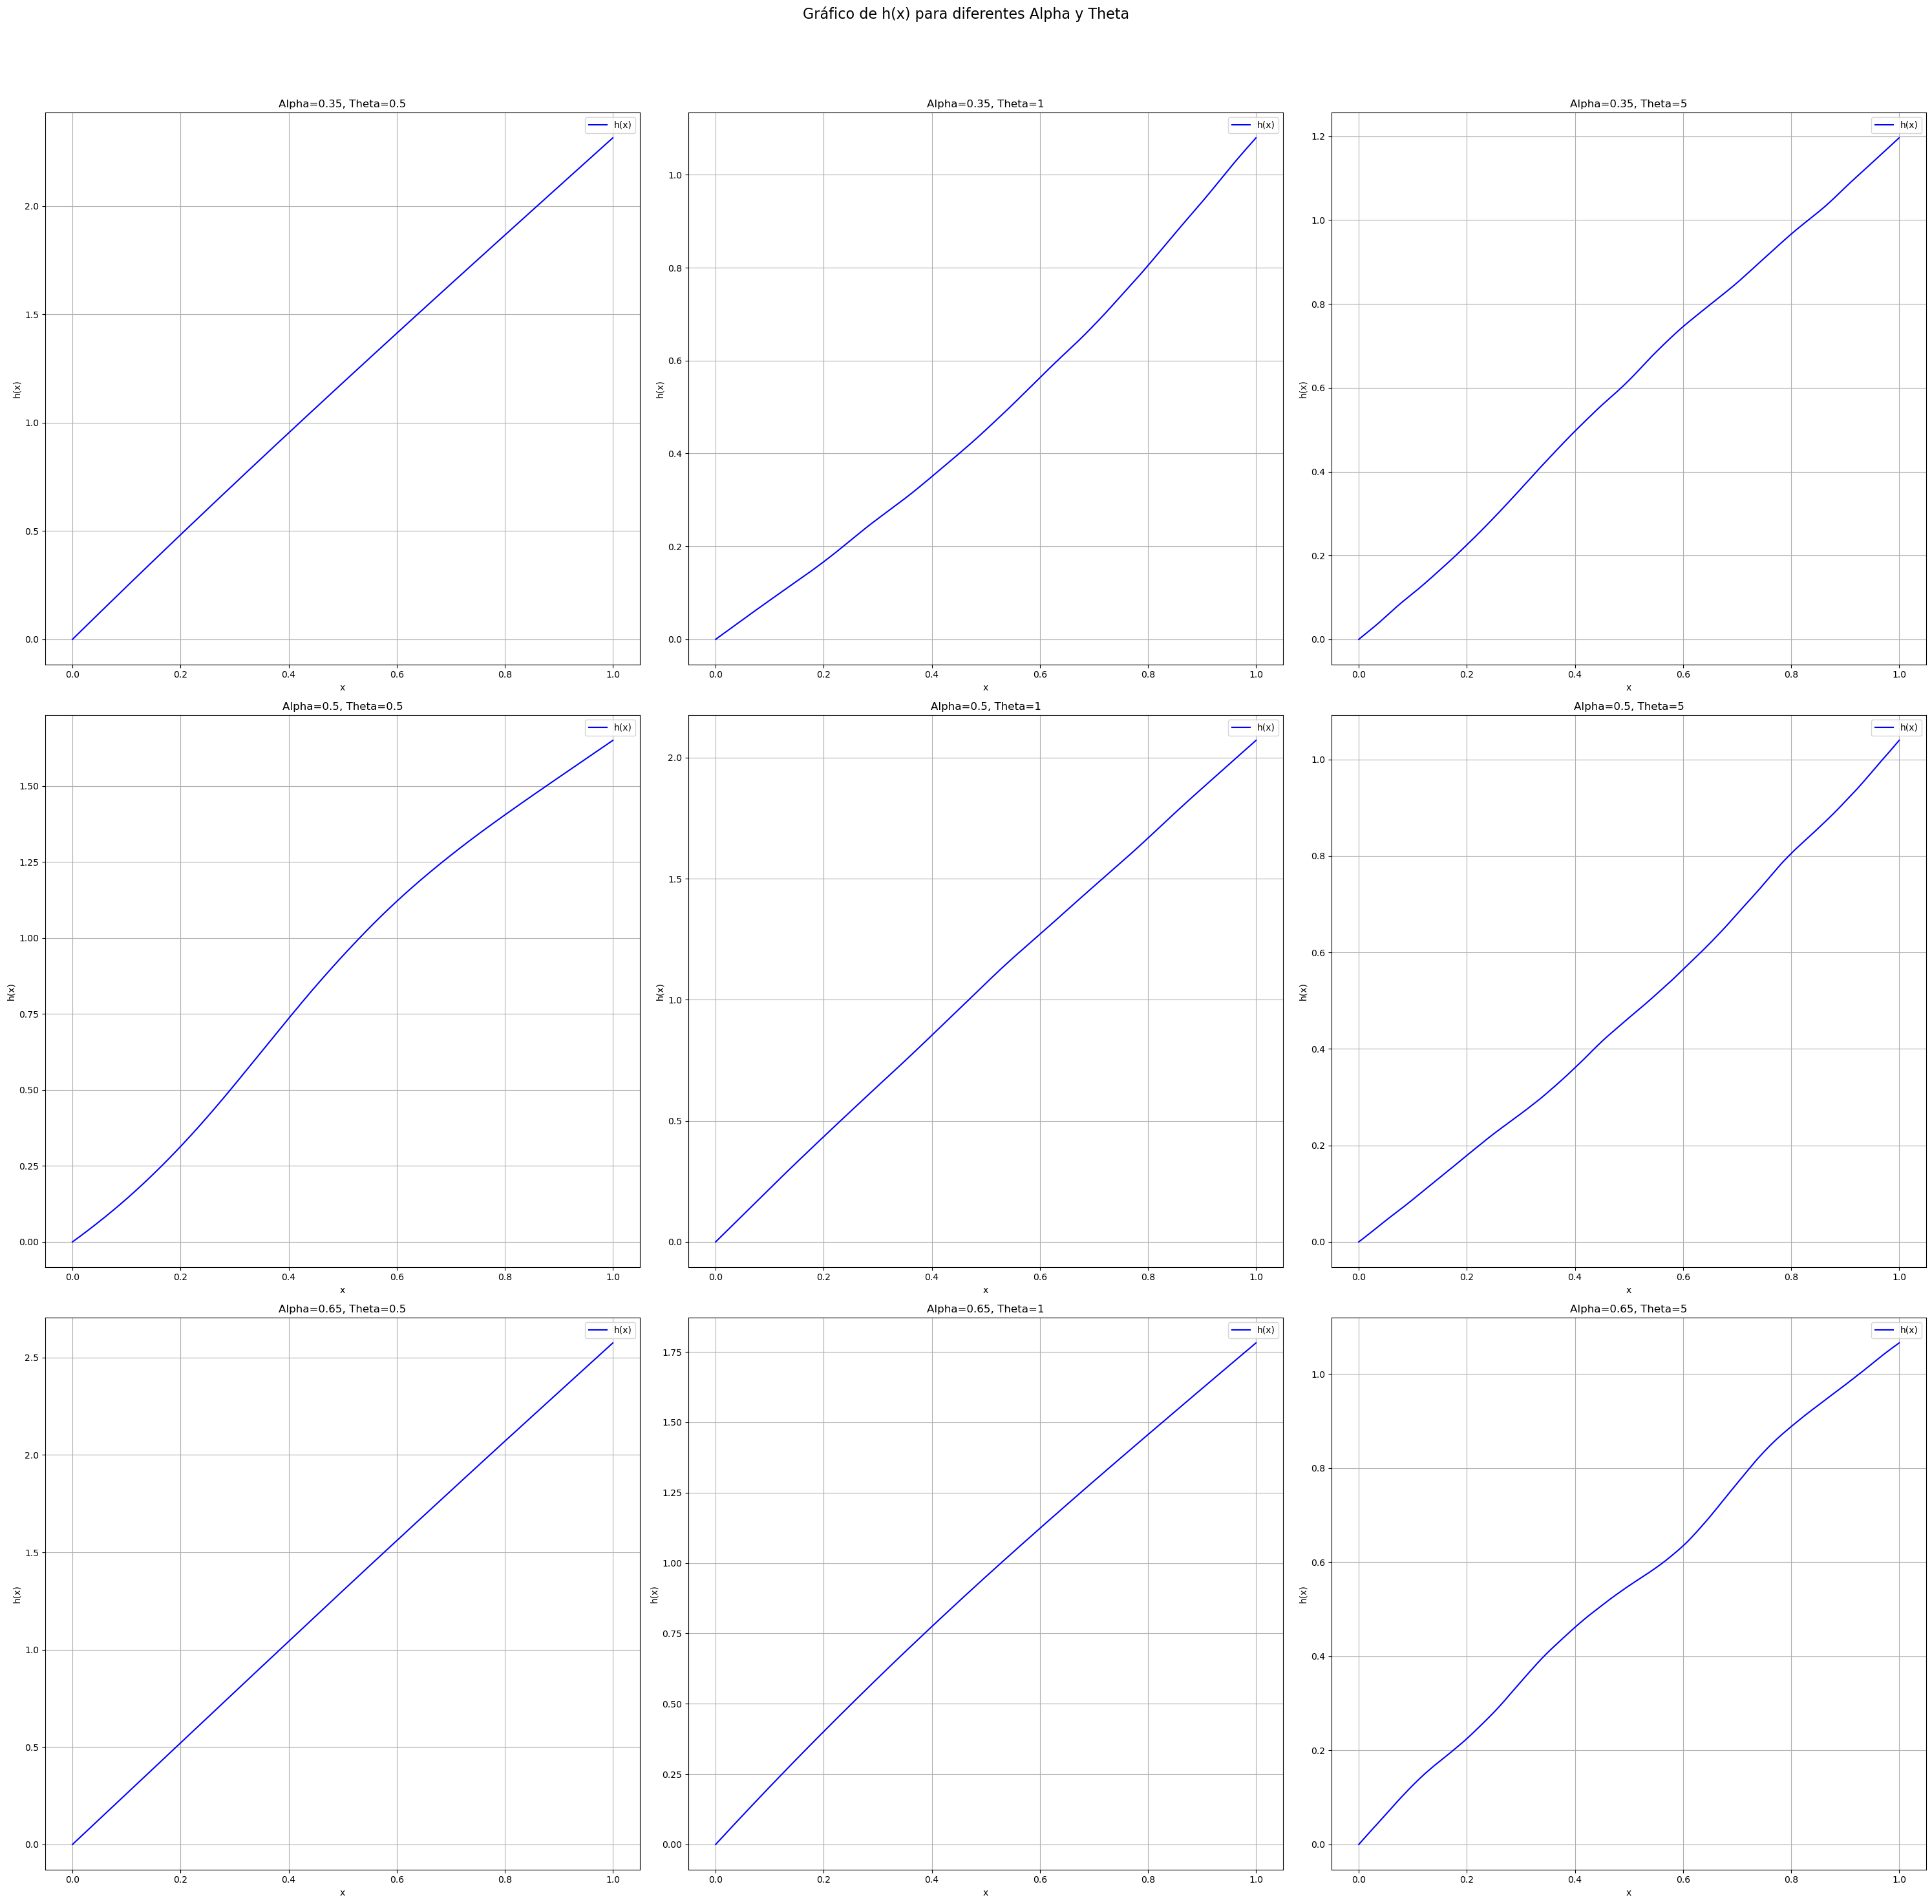 Gráfico de h(x) para diferentes Alpha y Theta
Alpha=0.35, Theta=0.5
h(x)
2.0
1.5
1.0
0.5
0.0
h(x)
0.0 0.2 0.4 0.6 0.8 1.0
x
Alpha=0.35, Theta=1
h(x)
1.0
0.8
0.6
0.4
0.2
0.0
h(x)
0.0 0.2 0.4 0.6 0.8 1.0
x
Alpha=0.35, Theta=5
h(x)
1.2
1.0
0.8
0.6
0.4
0.2
0.0
h(x)
0.0 0.2 0.4 0.6 0.8 1.0
x
Alpha=0.5, Theta=0.5
h(x)
1.50
1.25
1.00
0.75
0.50
0.25
0.00
h(x)
0.0 0.2 0.4 0.6 0.8 1.0
x
Alpha=0.5, Theta=1
h(x)
2.0
1.5
1.0
0.5
0.0
h(x)
0.0 0.2 0.4 0.6 0.8 1.0
x
Alpha=0.5, Theta=5
h(x)
1.0
0.8
0.6
0.4
0.2
0.0
h(x)
0.0 0.2 0.4 0.6 0.8 1.0
x
Alpha=0.65, Theta=0.5
h(x)
2.5
2.0
1.5
1.0
0.5
0.0
h(x)
0.0 0.2 0.4 0.6 0.8 1.0
x
Alpha=0.65, Theta=1
h(x)
1.75
1.50
1.25
1.00
0.75
0.50
0.25
0.00
h(x)
0.0 0.2 0.4 0.6 0.8 1.0
x
Alpha=0.65, Theta=5
h(x)
1.0
0.8
0.6
0.4
0.2
0.0
h(x)
0.0 0.2 0.4 0.6 0.8 1.0
x